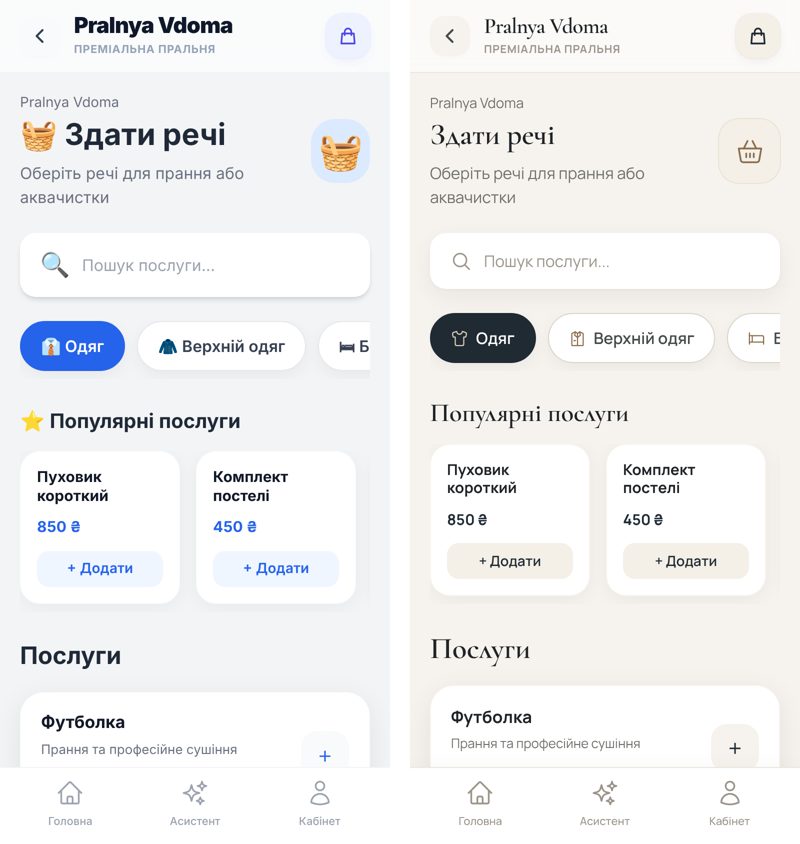 Pralnya Vdoma
ПРЕМІАЛЬНА ПРАЛЬНЯ
Pralnya Vdoma
Здати речі
Оберіть речі для прання або
аквачистки
Пошук послуги...
Одяг
Верхній одяг
Б
Популярні послуги
Пуховик
короткий
850 ₴
+ Додати
Комплект
постелі
450 ₴
+ Додати
Послуги
Футболка
Прання та професійне сушіння
+
Головна
Асистент
Кабінет
Pralnya Vdoma
ПРЕМІАЛЬНА ПРАЛЬНЯ
Pralnya Vdoma
Здати речі
Оберіть речі для прання або
аквачистки
Пошук послуги...
Одяг
Верхній одяг
Популярні послуги
Пуховик
короткий
850 ₴
+ Додати
Комплект
постелі
450 ₴
+ Додати
Послуги
Футболка
Прання та професійне сушіння
+
Головна
Асистент
Кабінет